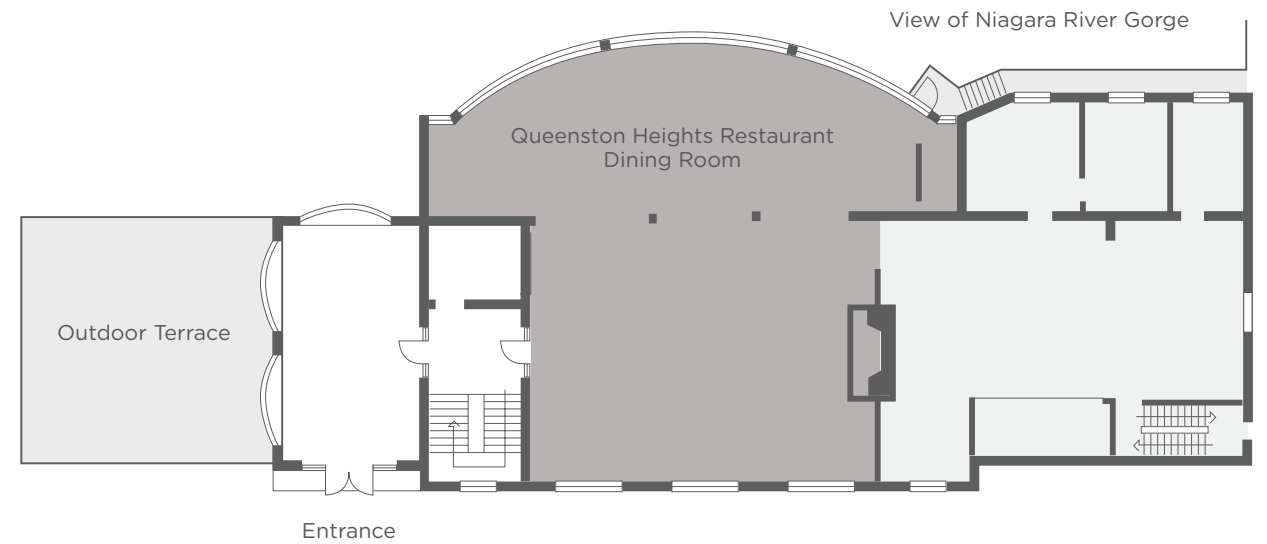 View of Niagara River Gorge
Queenston Heights Restaurant
Dining Room
Outdoor Terrace
Entrance